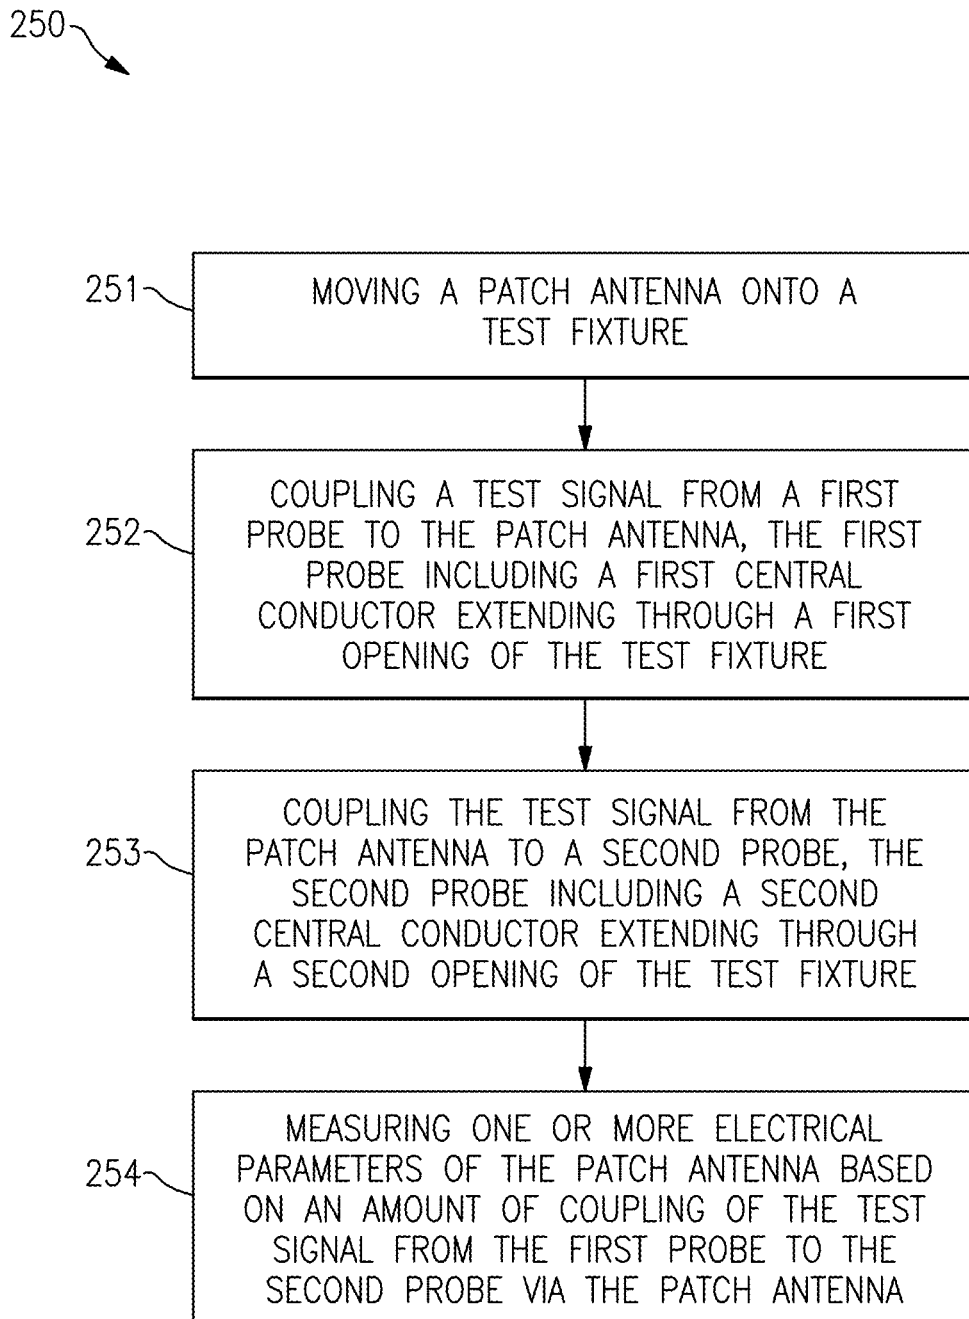 250
251
MOVING A PATCH ANTENNA ONTO A
TEST FIXTURE
252
COUPLING A TEST SIGNAL FROM A FIRST
PROBE TO THE PATCH ANTENNA, THE FIRST
PROBE INCLUDING A FIRST CENTRAL
CONDUCTOR EXTENDING THROUGH A FIRST
OPENING OF THE TEST FIXTURE
253
COUPLING THE TEST SIGNAL FROM THE
PATCH ANTENNA TO A SECOND PROBE, THE
SECOND PROBE INCLUDING A SECOND
CENTRAL CONDUCTOR EXTENDING THROUGH
A SECOND OPENING OF THE TEST FIXTURE
254
MEASURING ONE OR MORE ELECTRICAL
PARAMETERS OF THE PATCH ANTENNA BASED
ON AN AMOUNT OF COUPLING OF THE TEST
SIGNAL FROM THE FIRST PROBE TO THE
SECOND PROBE VIA THE PATCH ANTENNA